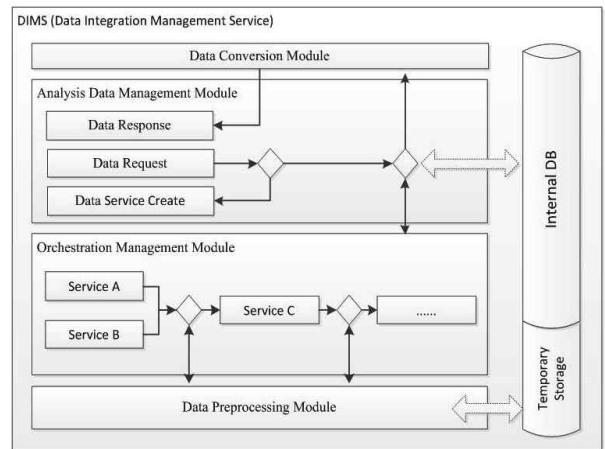 DIMS (Data Integration Management Service)
Data Conversion Module
Analysis Data Management Module
Data Response
Data Request
Data Service Create
Orchestration Management Module
Service A
Service B
Service C
......
Data Preprocessing Module
Internal DB
Temporary
Storage